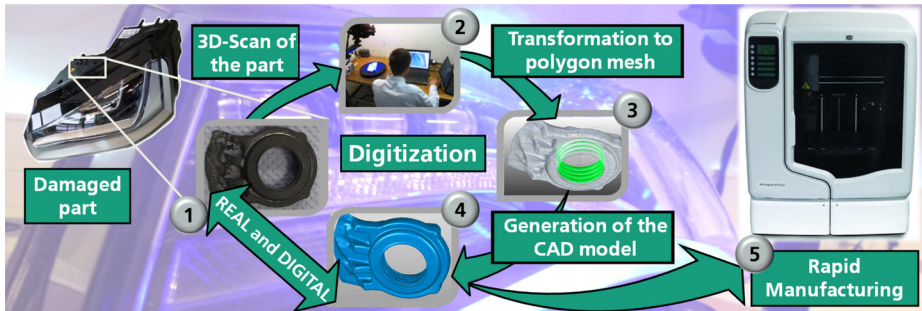 2
3D-Scan of
the part
Transformation to
polygon mesh
3
Digitization
Damaged
part
1
REAL and DIGITAL
4
Generation of the
CAD model
5
Rapid
Manufacturing